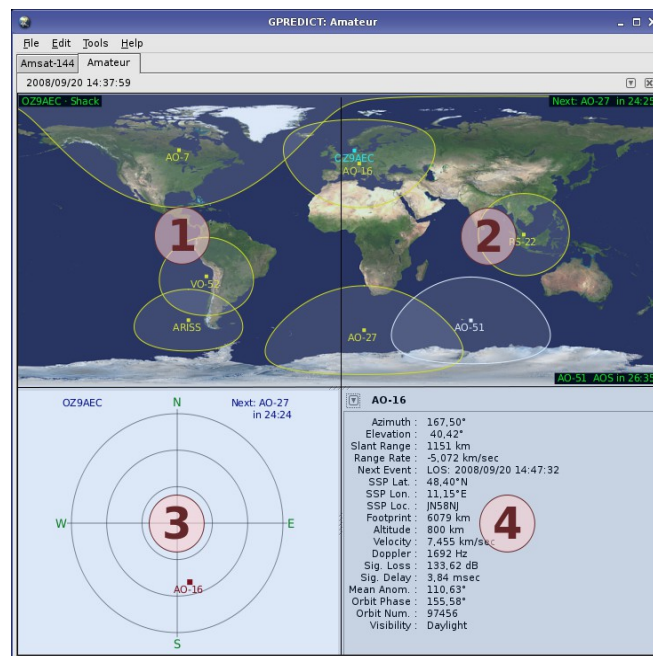 GPREDICT: Amateur
File Edit Tools Help
Amsat-144 Amateur
2008/09/20 14:37:59
OZ9AEC - Shack
Next: AO-27 in 24:25
AO-7
OZ9AEC
AO-16
1
2
RS-22
VO-52
ARISS
AO-27
AO-51
AO-51 AOS in 26:35
OZ9AEC
N
Next: AO-27
in 24:24
W
3
E
AO-16
S
AO-16
Azimuth : 167,50°
Elevation : 40,42°
Slant Range : 1151 km
Range Rate : -5,072 km/sec
Next Event : LOS: 2008/09/20 14:47:32
SSP Lat. : 48,40°N
SSP Lon. : 11,15°E
SSP Loc. : JN58NJ
Footprint : 6079 km
Altitude : 800 km
Velocity : 7,455 km/sec
Doppler : 1692 Hz
Sig. Loss : 133,62 dB
Sig. Delay : 3,84 msec
Mean Anom. : 110,63°
Orbit Phase : 155,58°
Orbit Num. : 97456
Visibility : Daylight
4